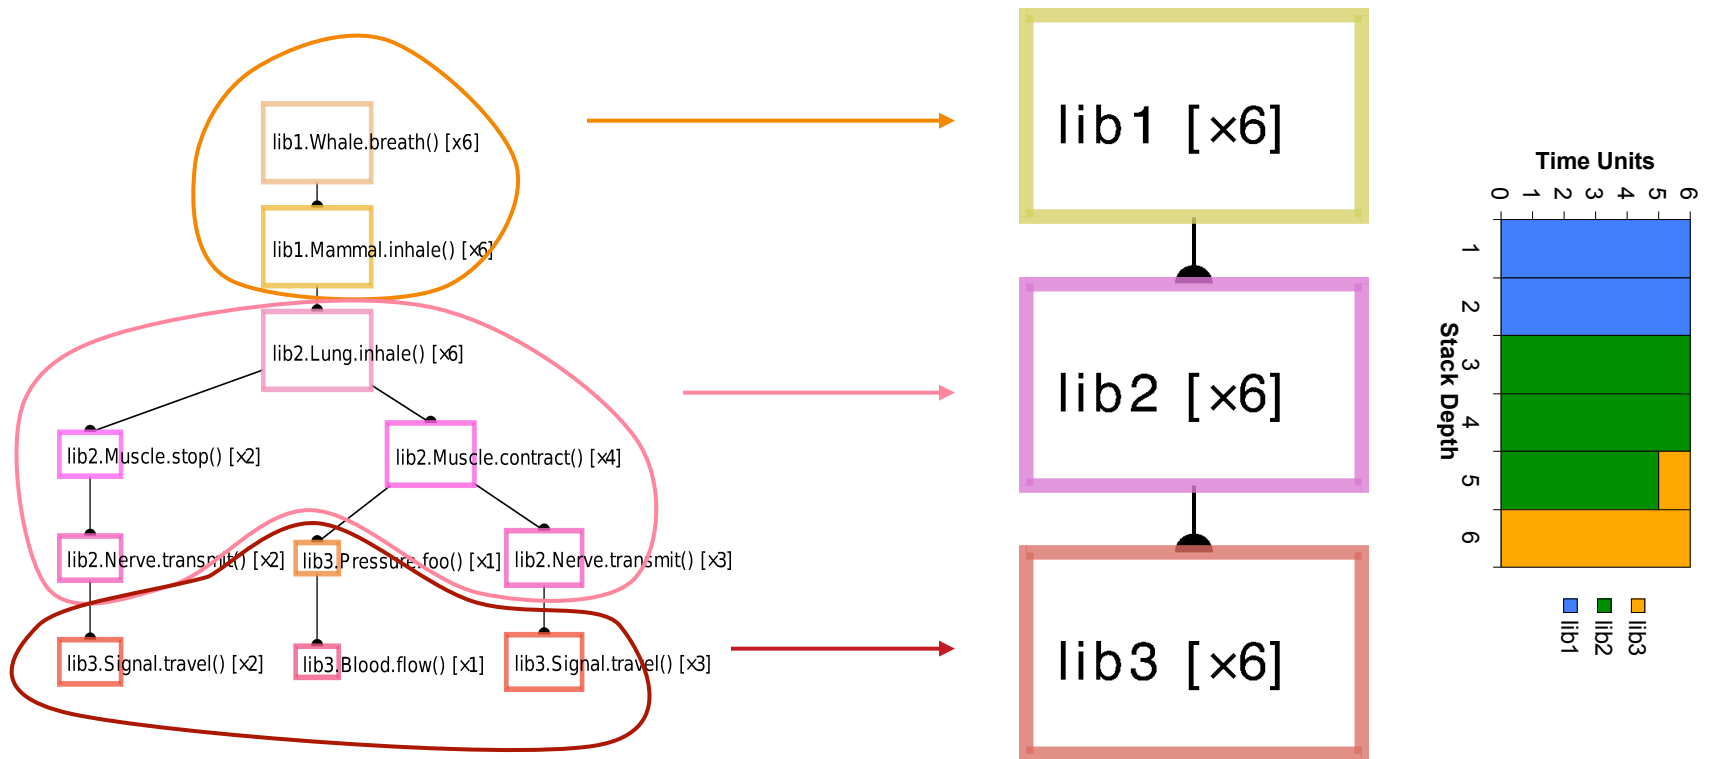 lib1.Whale.breath() [x6]
lib1.Mammal.inhale() [x6]
lib2.Lung.inhale() [x6]
lib2.Muscle.stop() [x2]
lib2.Muscle.contract() [x4]
lib2.Nerve.transmit() [x2]
lib3.Pressure.foo() [x1]
lib2.Nerve.transmit() [x3]
lib3.Signal.travel() [x2]
lib3.Blood.flow() [x1]
lib3.Signal.travel() [x3]
lib1 [×6]
lib2 [×6]
lib3 [×6]
Time Units
0 1 2 3 4 5 6
Stack Depth
1
2
3
4
5
6
lib1
lib2
lib3